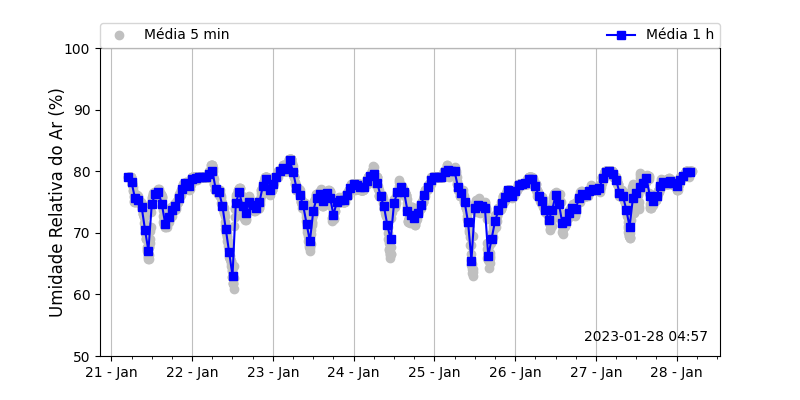 Média 5 min
Média 1 h
Umidade Relativa do Ar (%)
100
90
80
70
60
50
2023-01-28 04:57
21 - Jan
22 - Jan
23 - Jan
24 - Jan
25 - Jan
26 - Jan
27 - Jan
28 - Jan